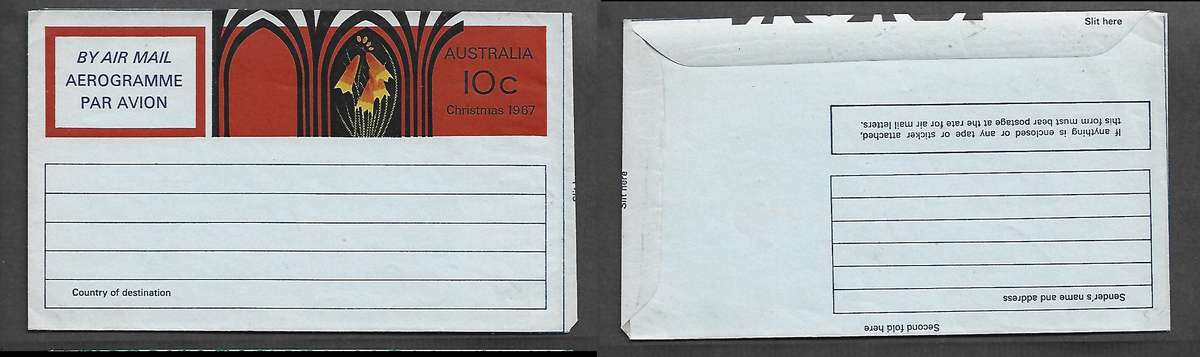 BY AIR MAIL
AEROGRAMME
PAR AVION
AUSTRALIA
10c
Christmas 1967
Country of destination
Slit here
If anything is enclosed or any tape or sticker attached,
this form must bear postage at the rate for air mail letters.
Slit here
Sender's name and address
Second fold here